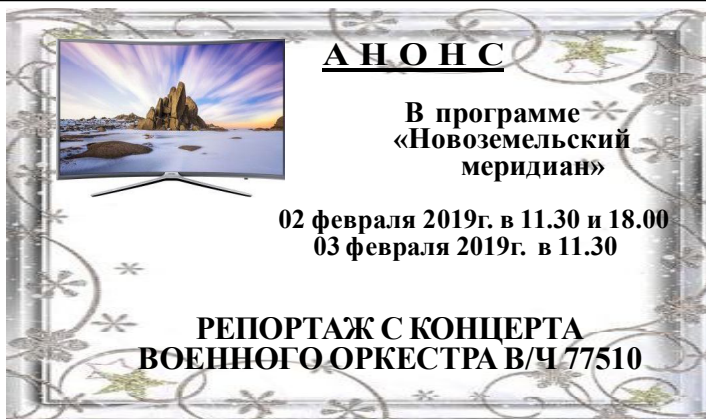 А Н О Н С
В программе
«Новоземельский
меридиан»
02 февраля 2019г. в 11.30 и 18.00
03 февраля 2019г. в 11.30
РЕПОРТАЖ С КОНЦЕРТА
ВОЕННОГО ОРКЕСТРА В/Ч 77510